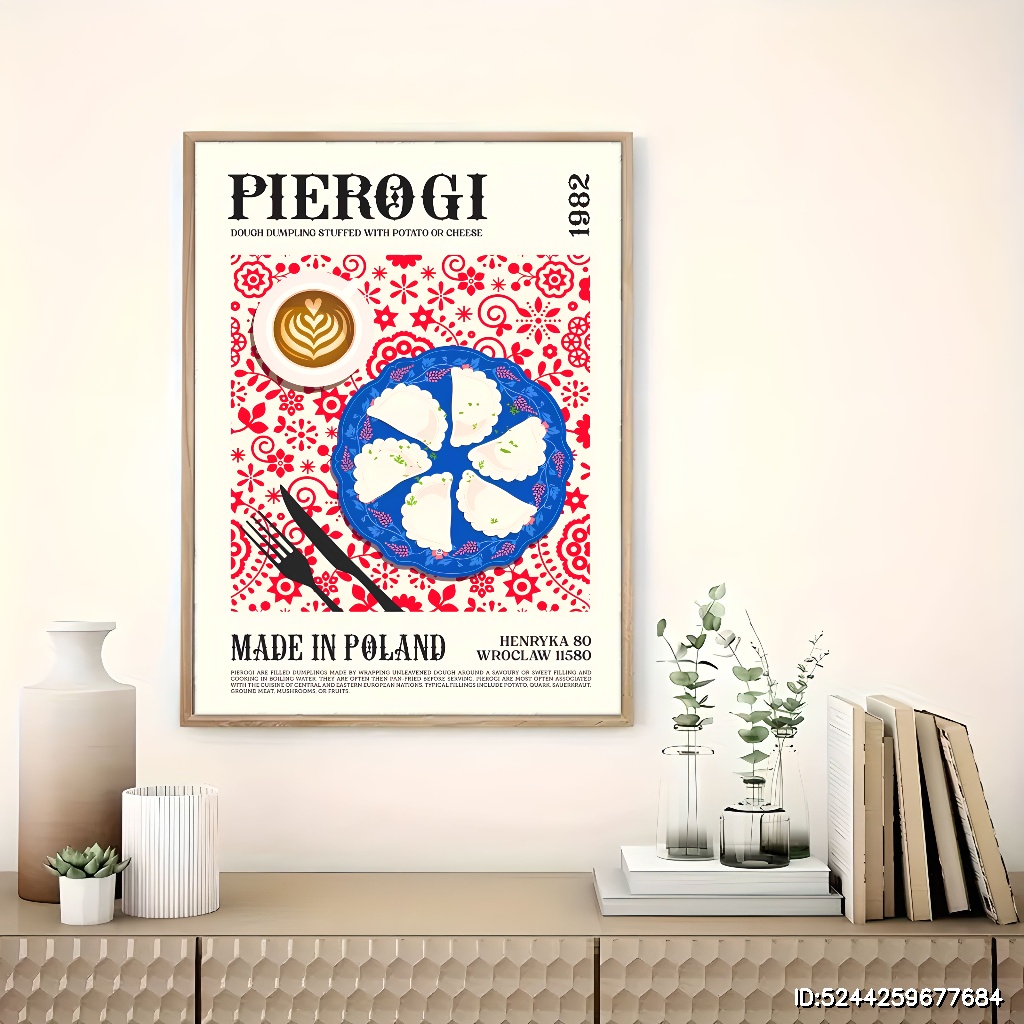 PIEROGI
1982
DOUGH DUMPLING STUFFED WITH POTATO OR CHEESE
MADE IN POLAND
HENRYKA 80
WROCLAW 11580
PIEROGI ARE FILLED DUMPLINGS MADE BY WRAPPING UNLEAVENED DOUGH AROUND A SAVOURY OR SWEET FILLING AND
COOKING IN BOILING WATER. THEY ARE OFTEN THEN PAN-FRIED BEFORE SERVING. PIEROGI ARE MOST OFTEN ASSOCIATED
WITH THE CUISINE OF CENTRAL AND EASTERN EUROPEAN NATIONS. TYPICAL FILLINGS INCLUDE POTATO, QUARK, SAUERKRAUT,
GROUND MEAT, MUSHROOMS, OR FRUITS.
ID:5244259677684